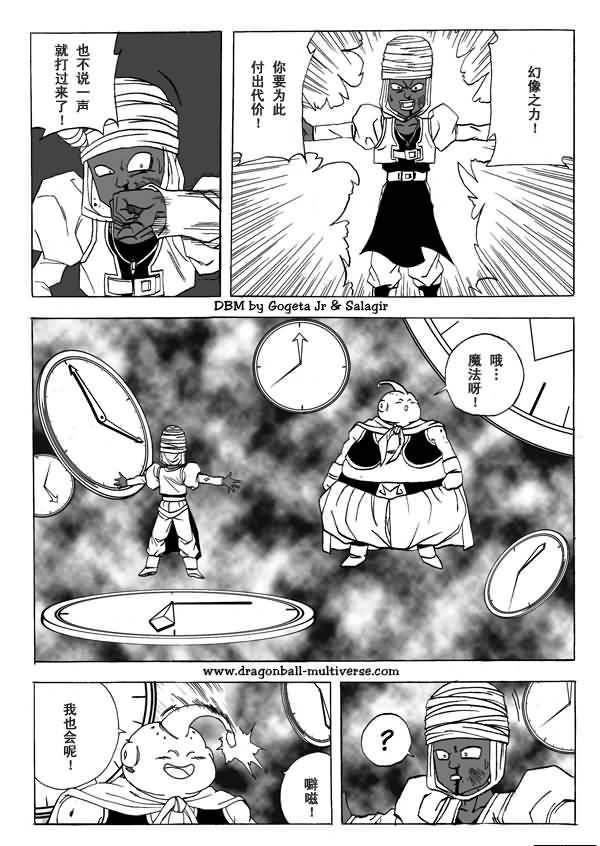 也不说一声
就打过来了！
你要为此
付出代价！
幻像之力！
DBM by Gogeta Jr & Salagir
哦…
魔法呀！
www.dragonball-multiverse.com
我也会呢！
噼嗞！
？